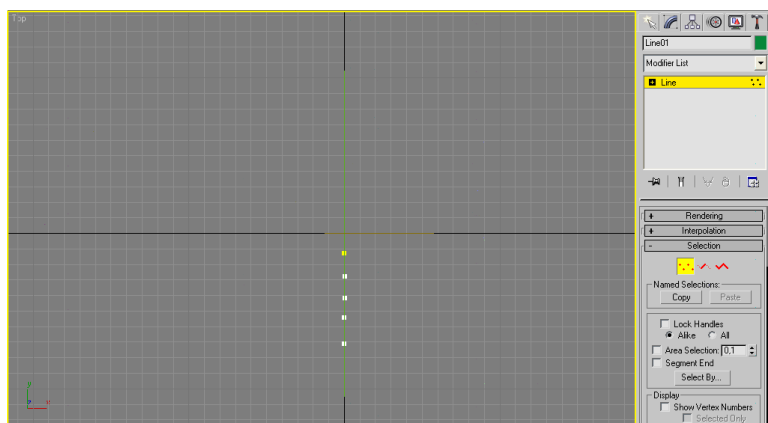 Top
Line01
Modifier List
Line
+ Rendering
+ Interpolation
- Selection
Named Selections:
Copy Paste
Lock Handles
Alike All
Area Selection: 0,1
Segment End
Select By...
Display
Show Vertex Numbers
Selected Only